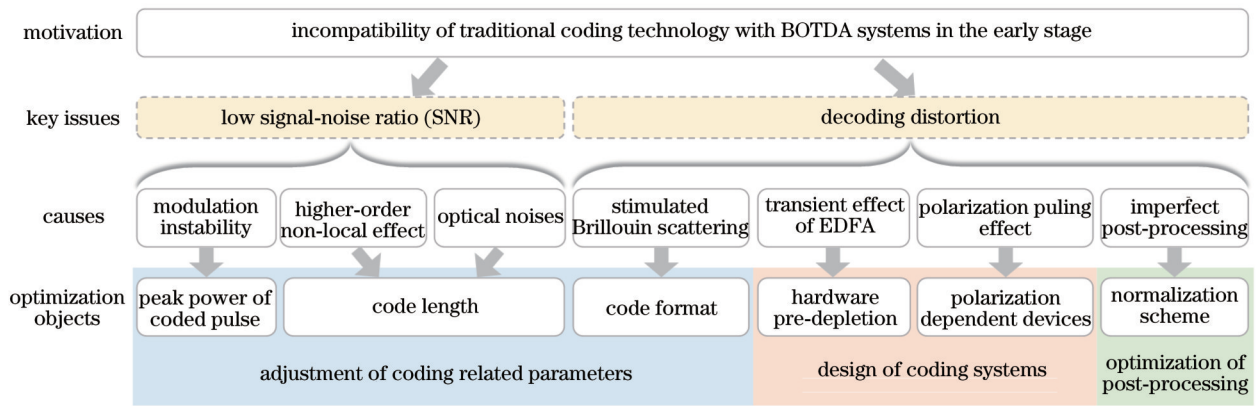 motivation
incompatibility of traditional coding technology with BOTDA systems in the early stage
key issues
low signal-noise ratio (SNR)
decoding distortion
causes
modulation
instability
higher-order
non-local effect
optical noises
stimulated
Brillouin scattering
transient effect
of EDFA
polarization puling
effect
imperfect
post-processing
optimization
objects
peak power of
coded pulse
code length
code format
hardware
pre-depletion
polarization
dependent devices
normalization
scheme
adjustment of coding related parameters
design of coding systems
optimization of
post-processing